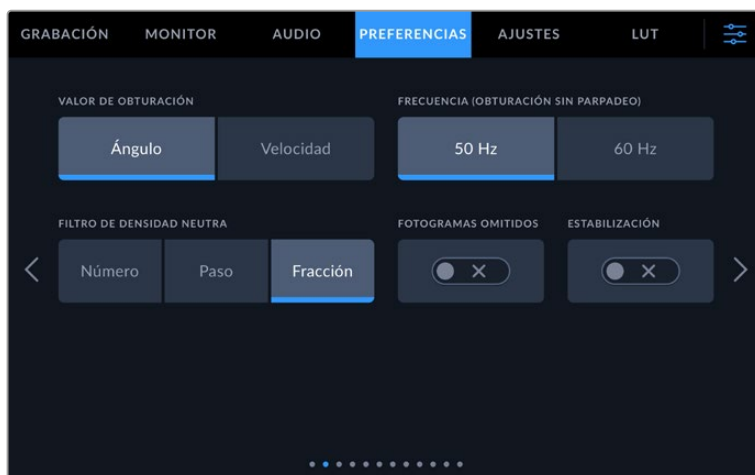 GRABACIÓN MONITOR AUDIO PREFERENCIAS AJUSTES LUT
VALOR DE OBTURACIÓN FRECUENCIA (OBTURACIÓN SIN PARPADEO)
Ángulo Velocidad 50 Hz 60 Hz
FILTRO DE DENSIDAD NEUTRA FOTOGRAMAS OMITIDOS ESTABILIZACIÓN
Número Paso Fracción